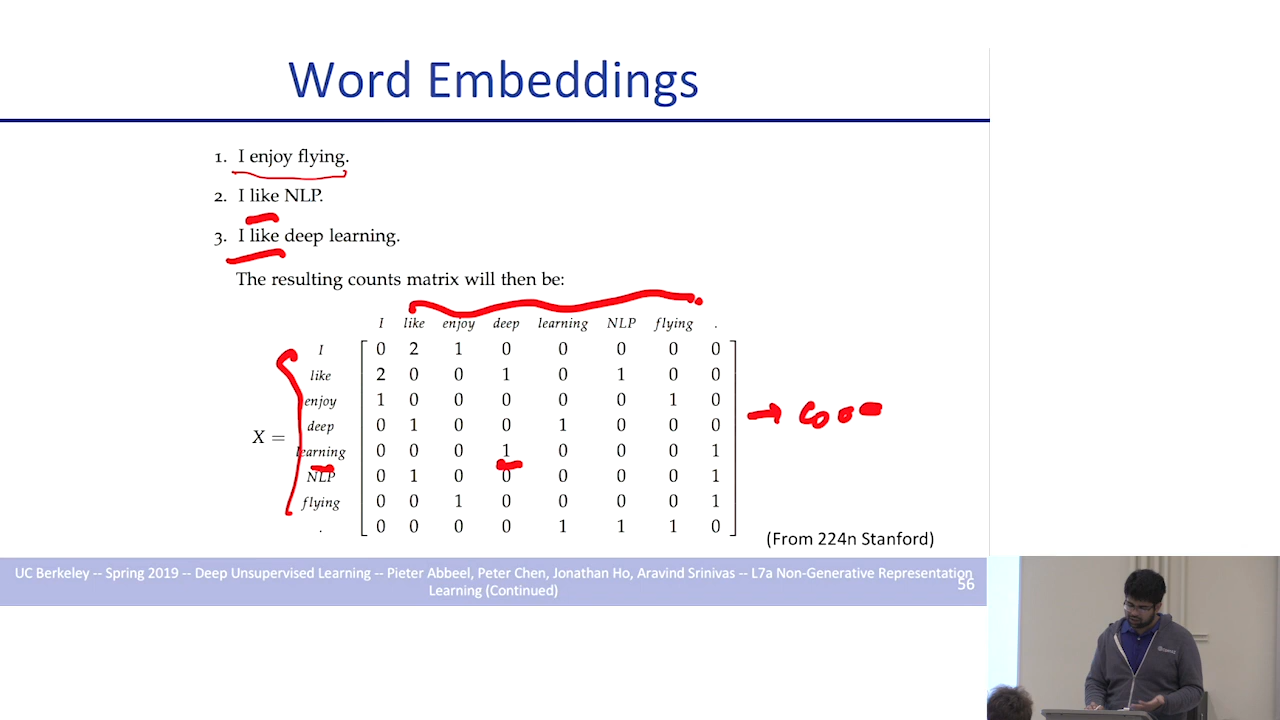 Word Embeddings
1. I enjoy flying.
2. I like NLP.
3. I like deep learning.
The resulting counts matrix will then be:
I like enjoy deep learning NLP flying .
I 0 2 1 0 0 0 0 0
like 2 0 0 1 0 1 0 0
enjoy 1 0 0 0 0 0 1 0
deep 0 1 0 0 1 0 0 0
X = learning 0 0 0 1 0 0 0 1
NLP 0 1 0 0 0 0 0 1
flying 0 0 1 0 0 0 0 1
. 0 0 0 0 1 1 1 0
(From 224n Stanford)
UC Berkeley -- Spring 2019 -- Deep Unsupervised Learning -- Pieter Abbeel, Peter Chen, Jonathan Ho, Aravind Srinivas -- L7a Non-Generative Representation
Learning (Continued)
56